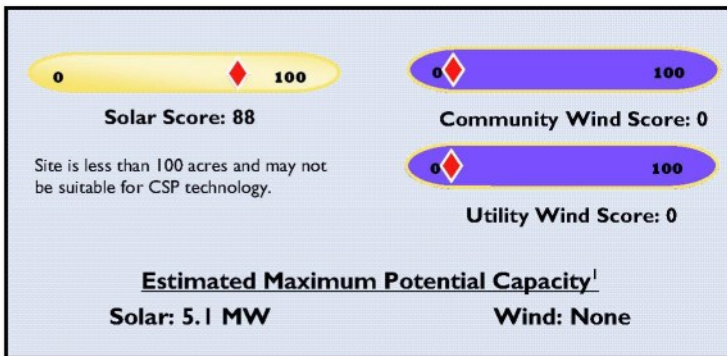 0 100
Solar Score: 88
Site is less than 100 acres and may not
be suitable for CSP technology.
0 100
Community Wind Score: 0
0 100
Utility Wind Score: 0
Estimated Maximum Potential Capacity¹
Solar: 5.1 MW Wind: None